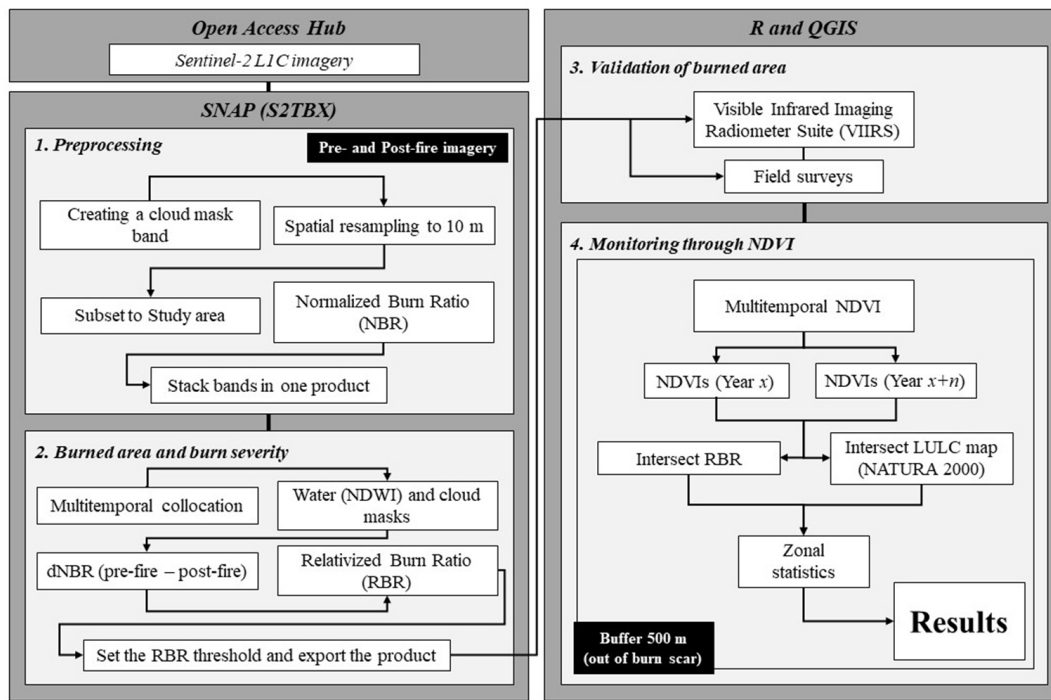 Open Access Hub
Sentinel-2 L1C imagery
SNAP (S2TBX)
1. Preprocessing
Pre- and Post-fire imagery
Creating a cloud mask
band
Spatial resampling to 10 m
Subset to Study area
Normalized Burn Ratio
(NBR)
Stack bands in one product
2. Burned area and burn severity
Multitemporal collocation
Water (NDWI) and cloud
masks
dNBR (pre-fire – post-fire)
Relativized Burn Ratio
(RBR)
Set the RBR threshold and export the product
R and QGIS
3. Validation of burned area
Visible Infrared Imaging
Radiometer Suite (VIIRS)
Field surveys
4. Monitoring through NDVI
Multitemporal NDVI
NDVIs (Year x)
NDVIs (Year x+n)
Intersect RBR
Intersect LULC map
(NATURA 2000)
Zonal
statistics
Results
Buffer 500 m
(out of burn scar)